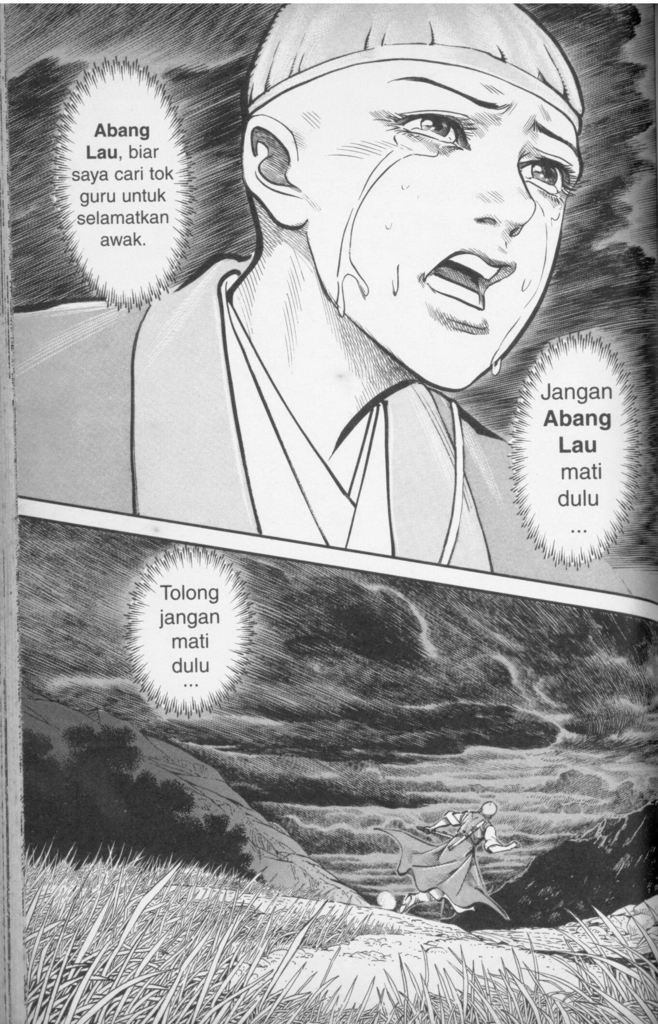 Abang
Lau, biar
saya cari tok
guru untuk
selamatkan
awak.
Jangan
Abang
Lau
mati
dulu
...
Tolong
jangan
mati
dulu
...